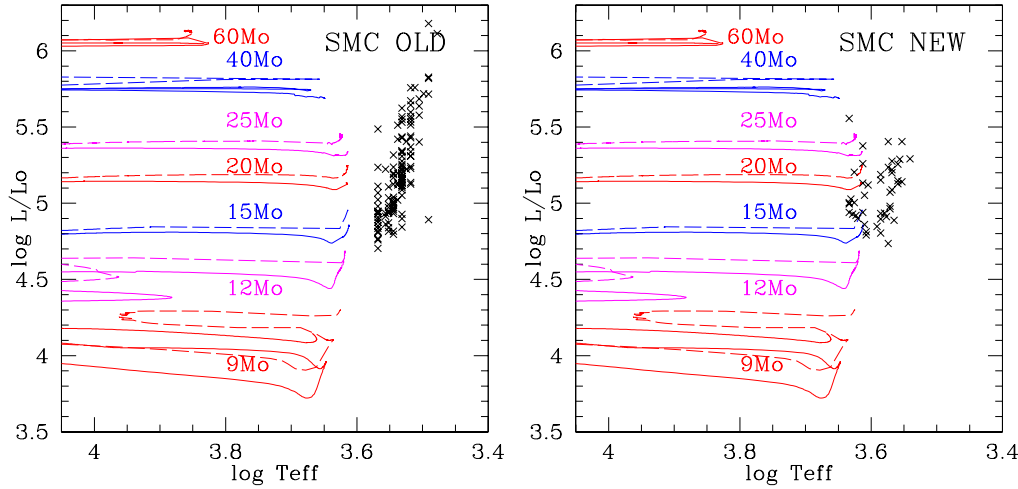 SMC OLD
60Mo
40Mo
25Mo
20Mo
15Mo
12Mo
9Mo
6
5.5
5
4.5
4
3.5
log L/Lo
4
3.8
3.6
3.4
log Teff
SMC NEW
60Mo
40Mo
25Mo
20Mo
15Mo
12Mo
9Mo
6
5.5
5
4.5
4
3.5
log L/Lo
4
3.8
3.6
3.4
log Teff